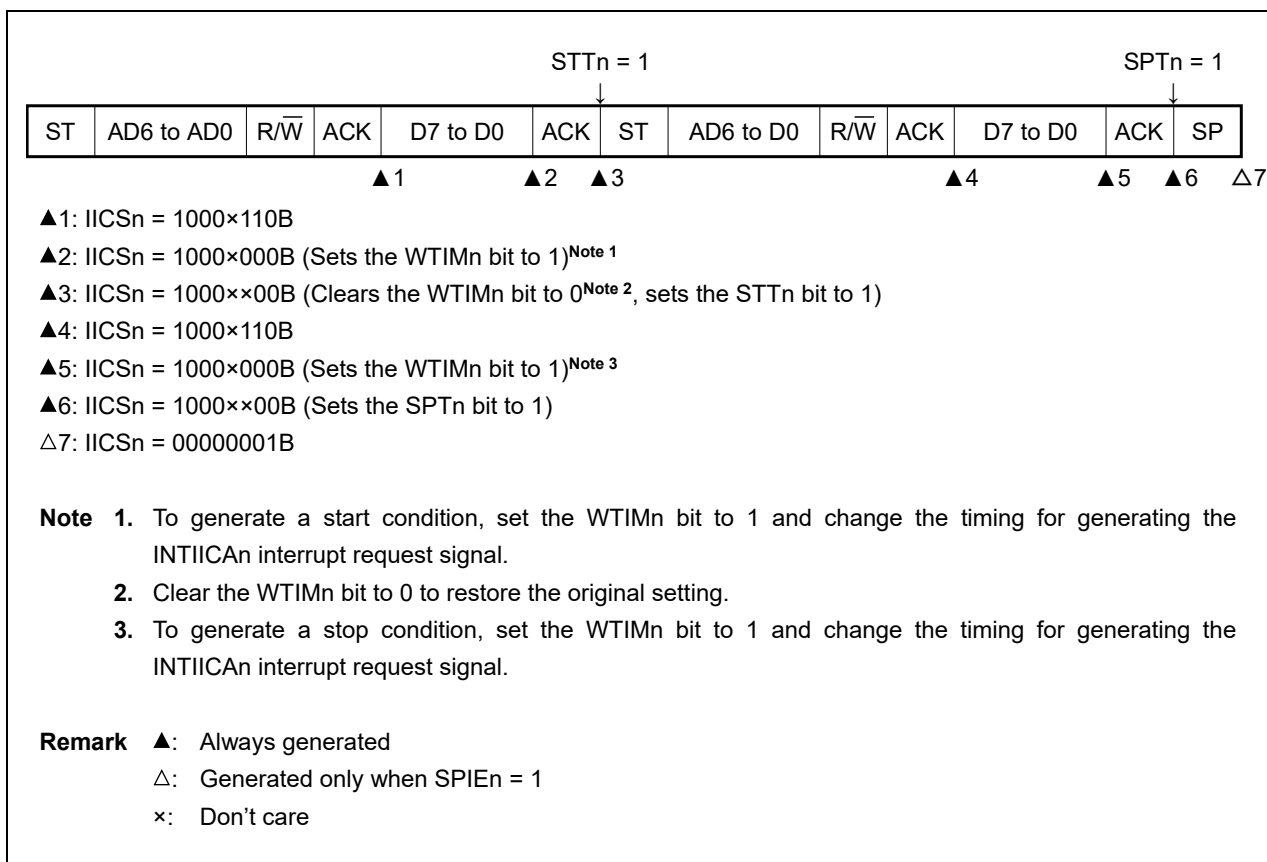 STTn = 1 SPTn = 1
↓ ↓
ST AD6 to AD0 R/W̅ ACK D7 to D0 ACK ST AD6 to D0 R/W̅ ACK D7 to D0 ACK SP
▲1 ▲2 ▲3 ▲4 ▲5 ▲6 △7
▲1: IICSn = 1000×110B
▲2: IICSn = 1000×000B (Sets the WTIMn bit to 1)Note 1
▲3: IICSn = 1000××00B (Clears the WTIMn bit to 0Note 2, sets the STTn bit to 1)
▲4: IICSn = 1000×110B
▲5: IICSn = 1000×000B (Sets the WTIMn bit to 1)Note 3
▲6: IICSn = 1000××00B (Sets the SPTn bit to 1)
△7: IICSn = 00000001B
Note 1. To generate a start condition, set the WTIMn bit to 1 and change the timing for generating the
INTIICAn interrupt request signal.
2. Clear the WTIMn bit to 0 to restore the original setting.
3. To generate a stop condition, set the WTIMn bit to 1 and change the timing for generating the
INTIICAn interrupt request signal.
Remark ▲: Always generated
△: Generated only when SPIEn = 1
×: Don’t care